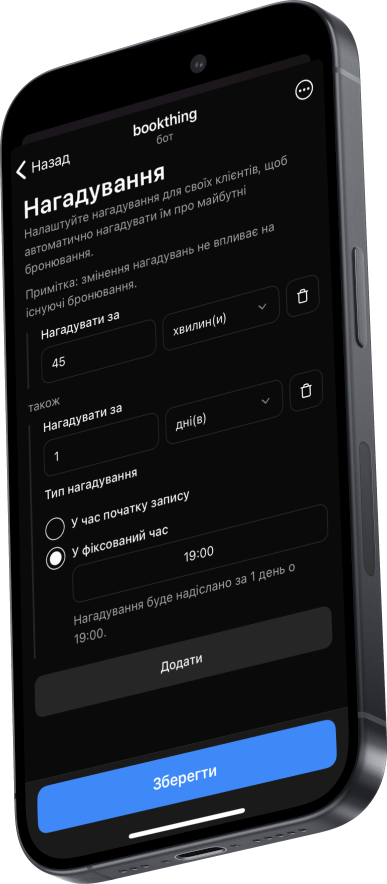 bookthing
бот
Назад
Нагадування
Налаштуйте нагадування для своїх клієнтів, щоб
автоматично нагадувати їм про майбутні
бронювання.
Примітка: змінення нагадувань не впливає на
існуючі бронювання.
Нагадувати за
45
хвилин(и)
також
Нагадувати за
1
дні(в)
Тип нагадування
У час початку запису
У фіксований час
19:00
Нагадування буде надіслано за 1 день о
19:00.
Додати
Зберегти